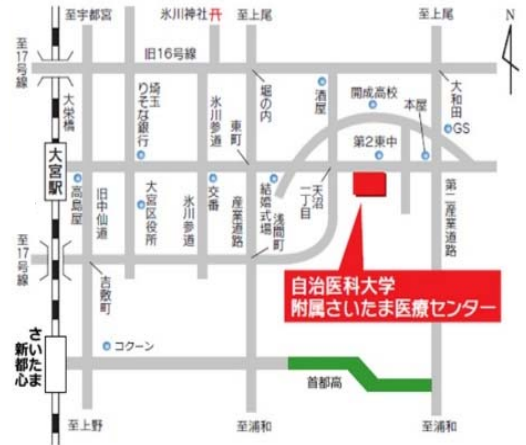 至宇都宮
氷川神社
至上尾
至上尾
N
至17号線
旧16号線
大栄橋
埼玉りそな銀行
氷川参道
堀の内
酒屋
開成高校
大和田
本屋
GS
東町
第2東中
大宮駅
高島屋
旧中仙道
大宮区役所
氷川参道
交番
産業道路
結婚式場
浅間町
天沼一丁目
第二産業道路
至17号線
吉敷町
自治医科大学
附属さいたま医療センター
さいたま
新都心
コクーン
首都高
至上野
至浦和
至浦和